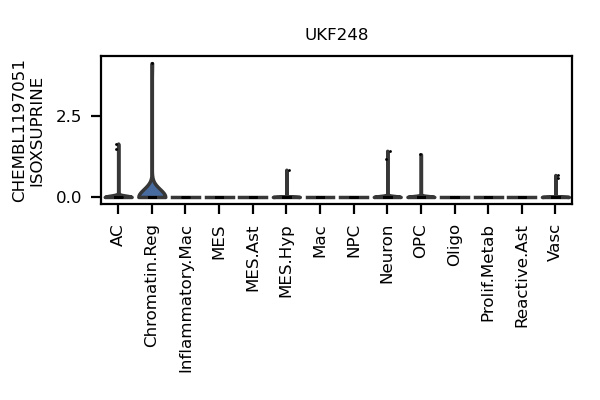 UKF248
CHEMBL1197051
ISOXSUPRINE
2.5
0.0
AC
Chromatin.Reg
Inflammatory.Mac
MES
MES.Ast
MES.Hyp
Mac
NPC
Neuron
OPC
Oligo
Prolif.Metab
Reactive.Ast
Vasc